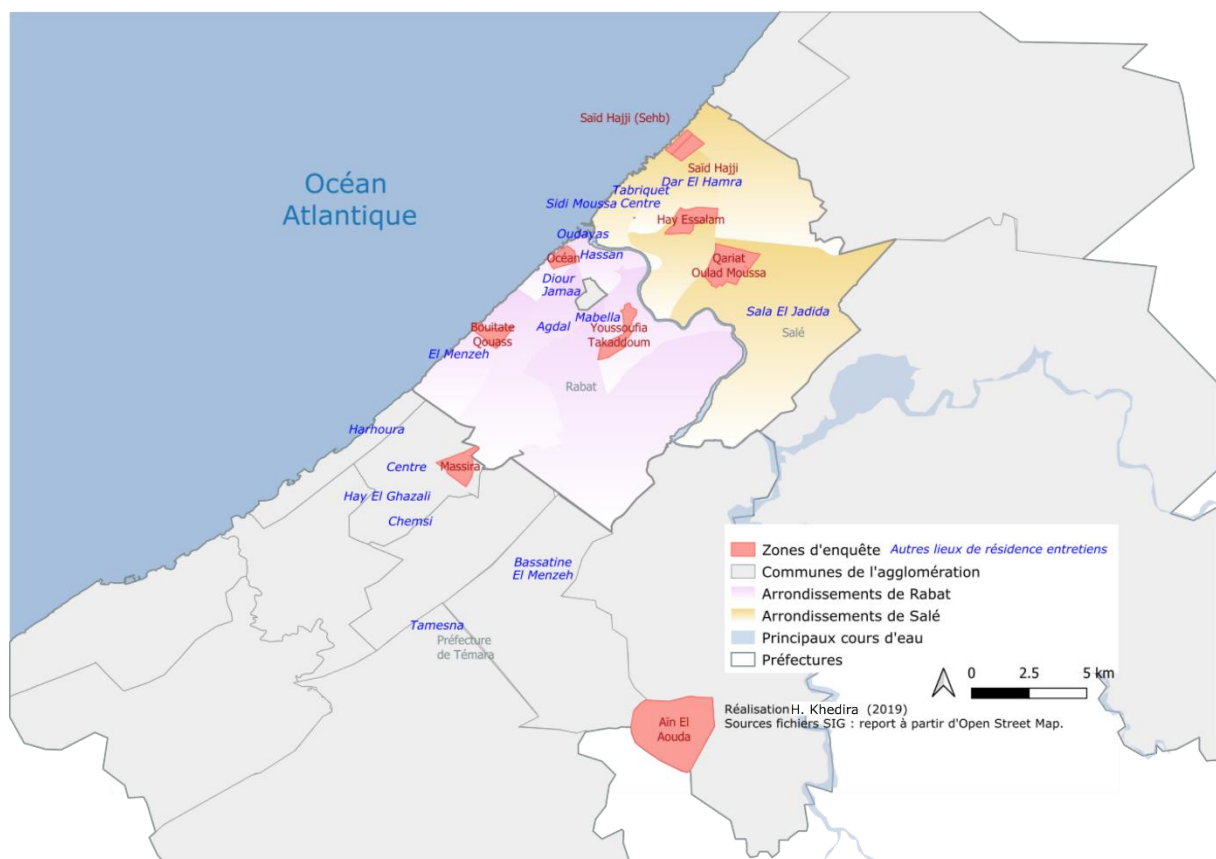 Saïd Hajji (Sehb)
Saïd Hajji
Dar El Hamra
Tabriquet
Sidi Moussa Centre
Hay Essalam
Océan
Atlantique
Oudayas
Océan
Hassan
Qariat
Oulad Moussa
Diour
Jamaa
Mabella
Sala El Jadida
Salé
Bouitate
Qouass
Agdal
Youssoufia
Takaddoum
El Menzeh
Rabat
Harhoura
Centre
Massira
Hay El Ghazali
Chemsi
Bassatine
El Menzeh
Tamesna
Préfecture
de Témara
Aïn El
Aouda
Zones d'enquête Autres lieux de résidence entretiens
Communes de l'agglomération
Arrondissements de Rabat
Arrondissements de Salé
Principaux cours d'eau
Préfectures
0 2.5 5 km
Réalisation H. Khedira (2019)
Sources fichiers SIG : report à partir d'Open Street Map.